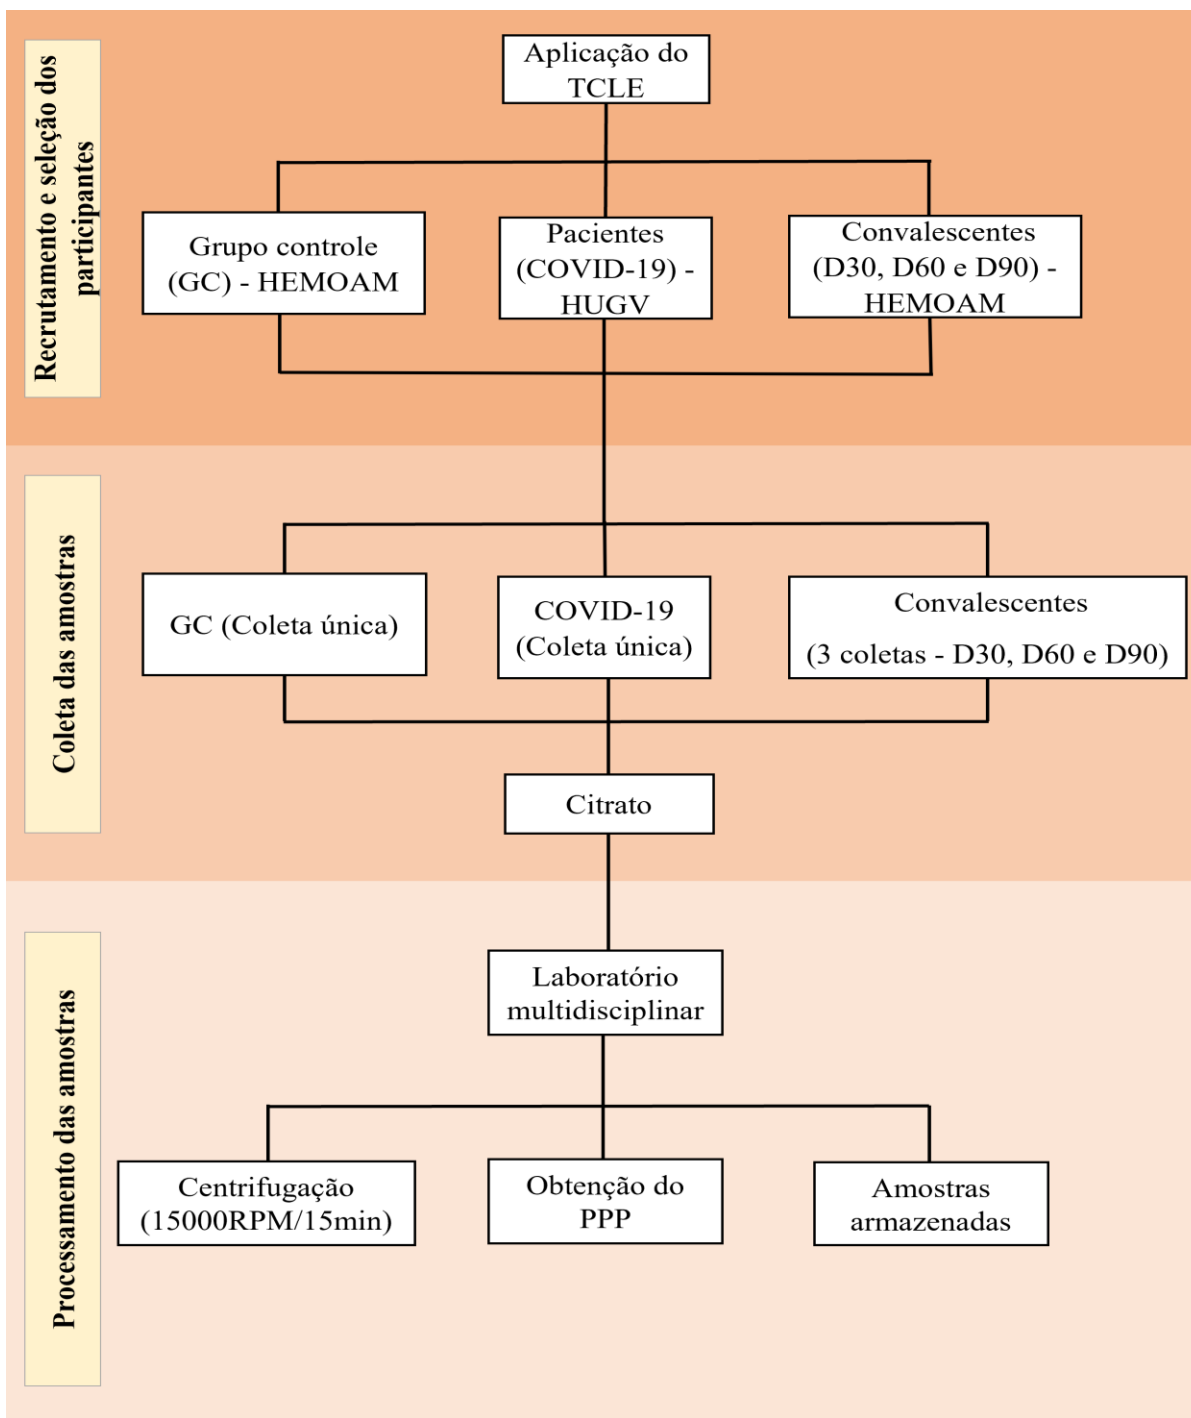 Recrutamento e seleção dos
participantes
Aplicação do
TCLE
Grupo controle
(GC) - HEMOAM
Pacientes
(COVID-19) -
HUGV
Convalescentes
(D30, D60 e D90) -
HEMOAM
Coleta das amostras
GC (Coleta única)
COVID-19
(Coleta única)
Convalescentes
(3 coletas - D30, D60 e D90)
Citrato
Processamento das amostras
Laboratório
multidisciplinar
Centrifugação
(15000RPM/15min)
Obtenção do
PPP
Amostras
armazenadas